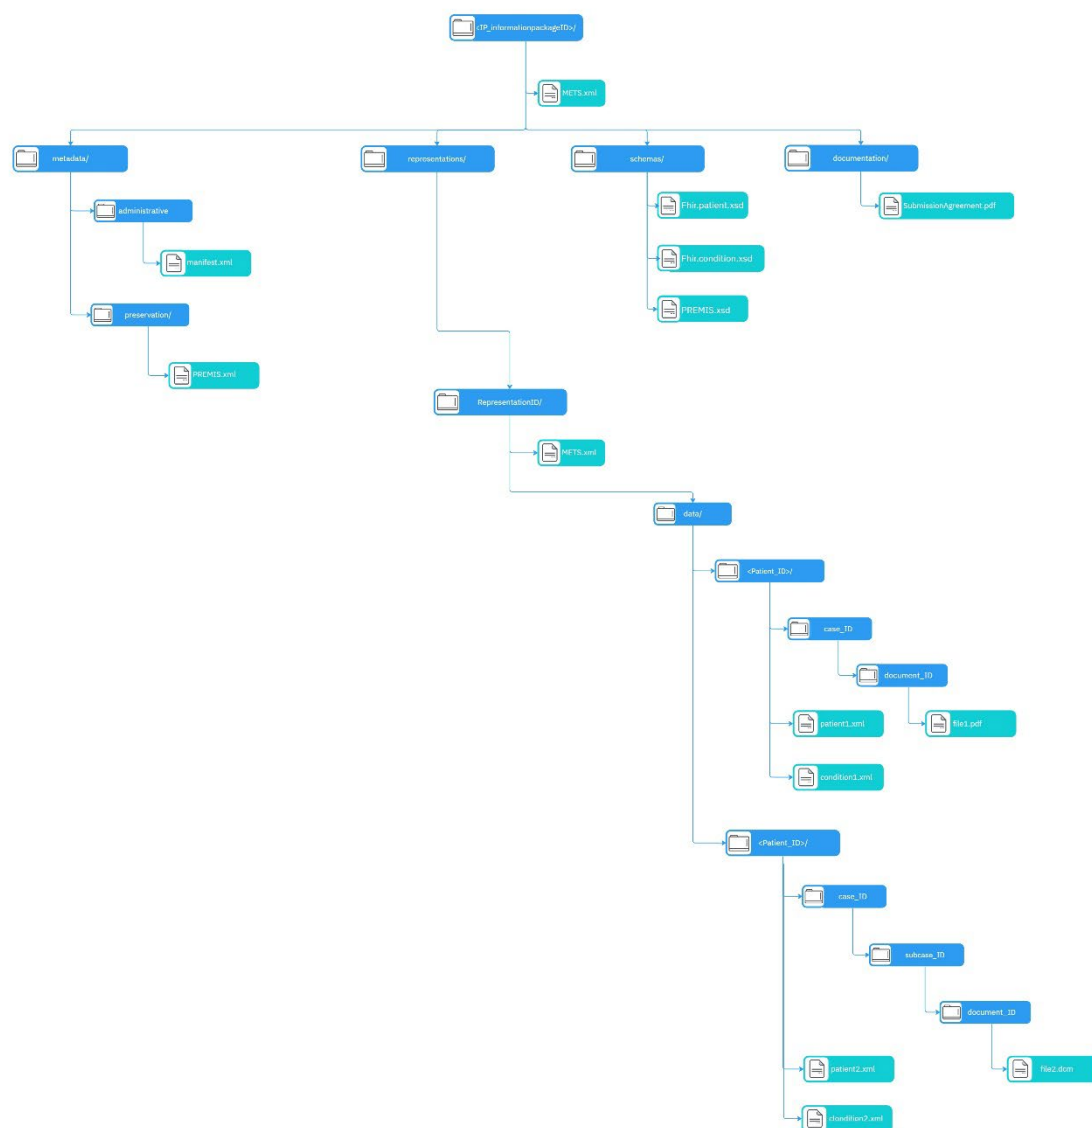 <IP_informationpackageID>/
METS.xml
metadata/
representations/
schemas/
documentation/
administrative
manifest.xml
preservation/
PREMIS.xml
Fhir.patient.xsd
Fhir.condition.xsd
PREMIS.xsd
SubmissionAgreement.pdf
RepresentationID/
METS.xml
data/
<Patient_ID>/
case_ID
document_ID
file1.pdf
patient1.xml
condition1.xml
<Patient_ID>/
case_ID
subcase_ID
document_ID
file2.dcm
patient2.xml
clondition2.xml